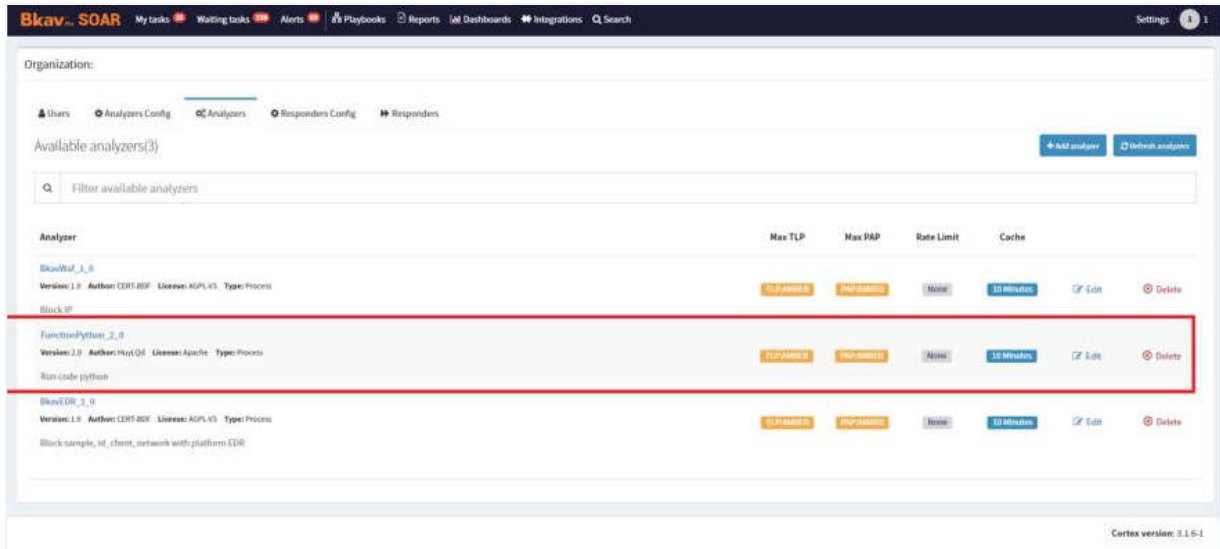 Bkav SOAR My tasks Waiting tasks Alerts Playbooks Reports Dashboards Integrations Search Settings 1 1
Organization:
Users Analyzers Config Analyzers Responders Config Responders
Available analyzers(3) +Add analyzer Refresh analyzers
Filter available analyzers
Analyzer Max TLP Max PAP Rate Limit Cache
BkavWaf_1_0
Version: 1.0 Author: CERT-BDF License: AGPL-V3 Type: Process TLP:AMBER PAP:AMBER None 10 Minutes Edit Delete
Block IP
FunctionPython_2_0
Version: 2.0 Author: License: Apache Type: Process TLP:AMBER PAP:AMBER None 10 Minutes Edit Delete
Run code python
BkavEDR_1_0
Version: 1.0 Author: CERT-BDF License: AGPL-V3 Type: Process TLP:AMBER PAP:AMBER None 10 Minutes Edit Delete
Block sample, id_client, network with platform EDR
Cortex version: 3.1.6-1